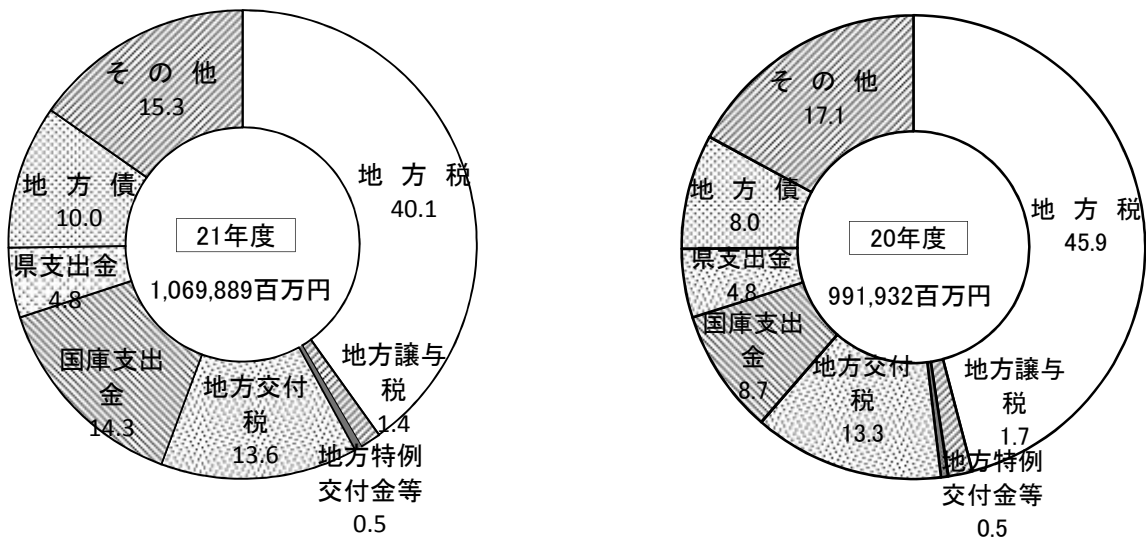 そ の 他
15.3
地 方 債
10.0
県支出金
4.8
国庫支出
金
14.3
地方交付
税
13.6
地方特例
交付金等
0.5
地方譲与
税
1.4
地 方 税
40.1
21年度
1,069,889百万円
そ の 他
17.1
地 方 債
8.0
県支出金
4.8
国庫支出
金
8.7
地方交付
税
13.3
地方特例
交付金等
0.5
地方譲与
税
1.7
地 方 税
45.9
20年度
991,932百万円